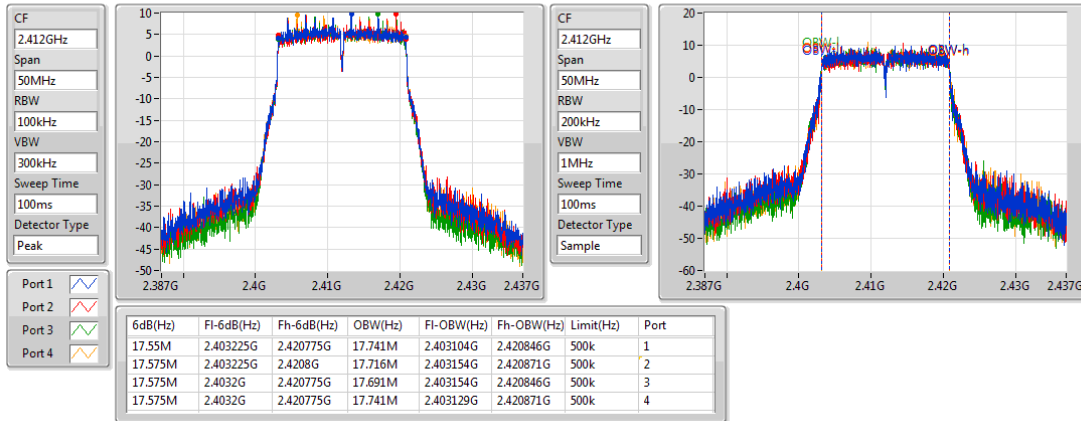 CF
2.412GHz
Span
50MHz
RBW
100kHz
VBW
300kHz
Sweep Time
100ms
Detector Type
Peak
10
5
0
-5
-10
-15
-20
-25
-30
-35
-40
-45
-50
2.387G 2.4G 2.41G 2.42G 2.437G
CF
2.412GHz
Span
50MHz
RBW
200kHz
VBW
1MHz
Sweep Time
100ms
Detector Type
Sample
20
10
0
-10
-20
-30
-40
-50
-60
OBW-l OBW-h
2.387G 2.4G 2.41G 2.42G 2.43G 2.437G
Port 1
Port 2
Port 3
Port 4
6dB(Hz) Fl-6dB(Hz) Fh-6dB(Hz) OBW(Hz) Fl-OBW(Hz) Fh-OBW(Hz) Limit(Hz) Port
17.55M 2.403225G 2.420775G 17.741M 2.403104G 2.420846G 500k 1
17.575M 2.403225G 2.4208G 17.716M 2.403154G 2.420871G 500k 2
17.575M 2.4032G 2.420775G 17.691M 2.403154G 2.420846G 500k 3
17.575M 2.4032G 2.420775G 17.741M 2.403129G 2.420871G 500k 4